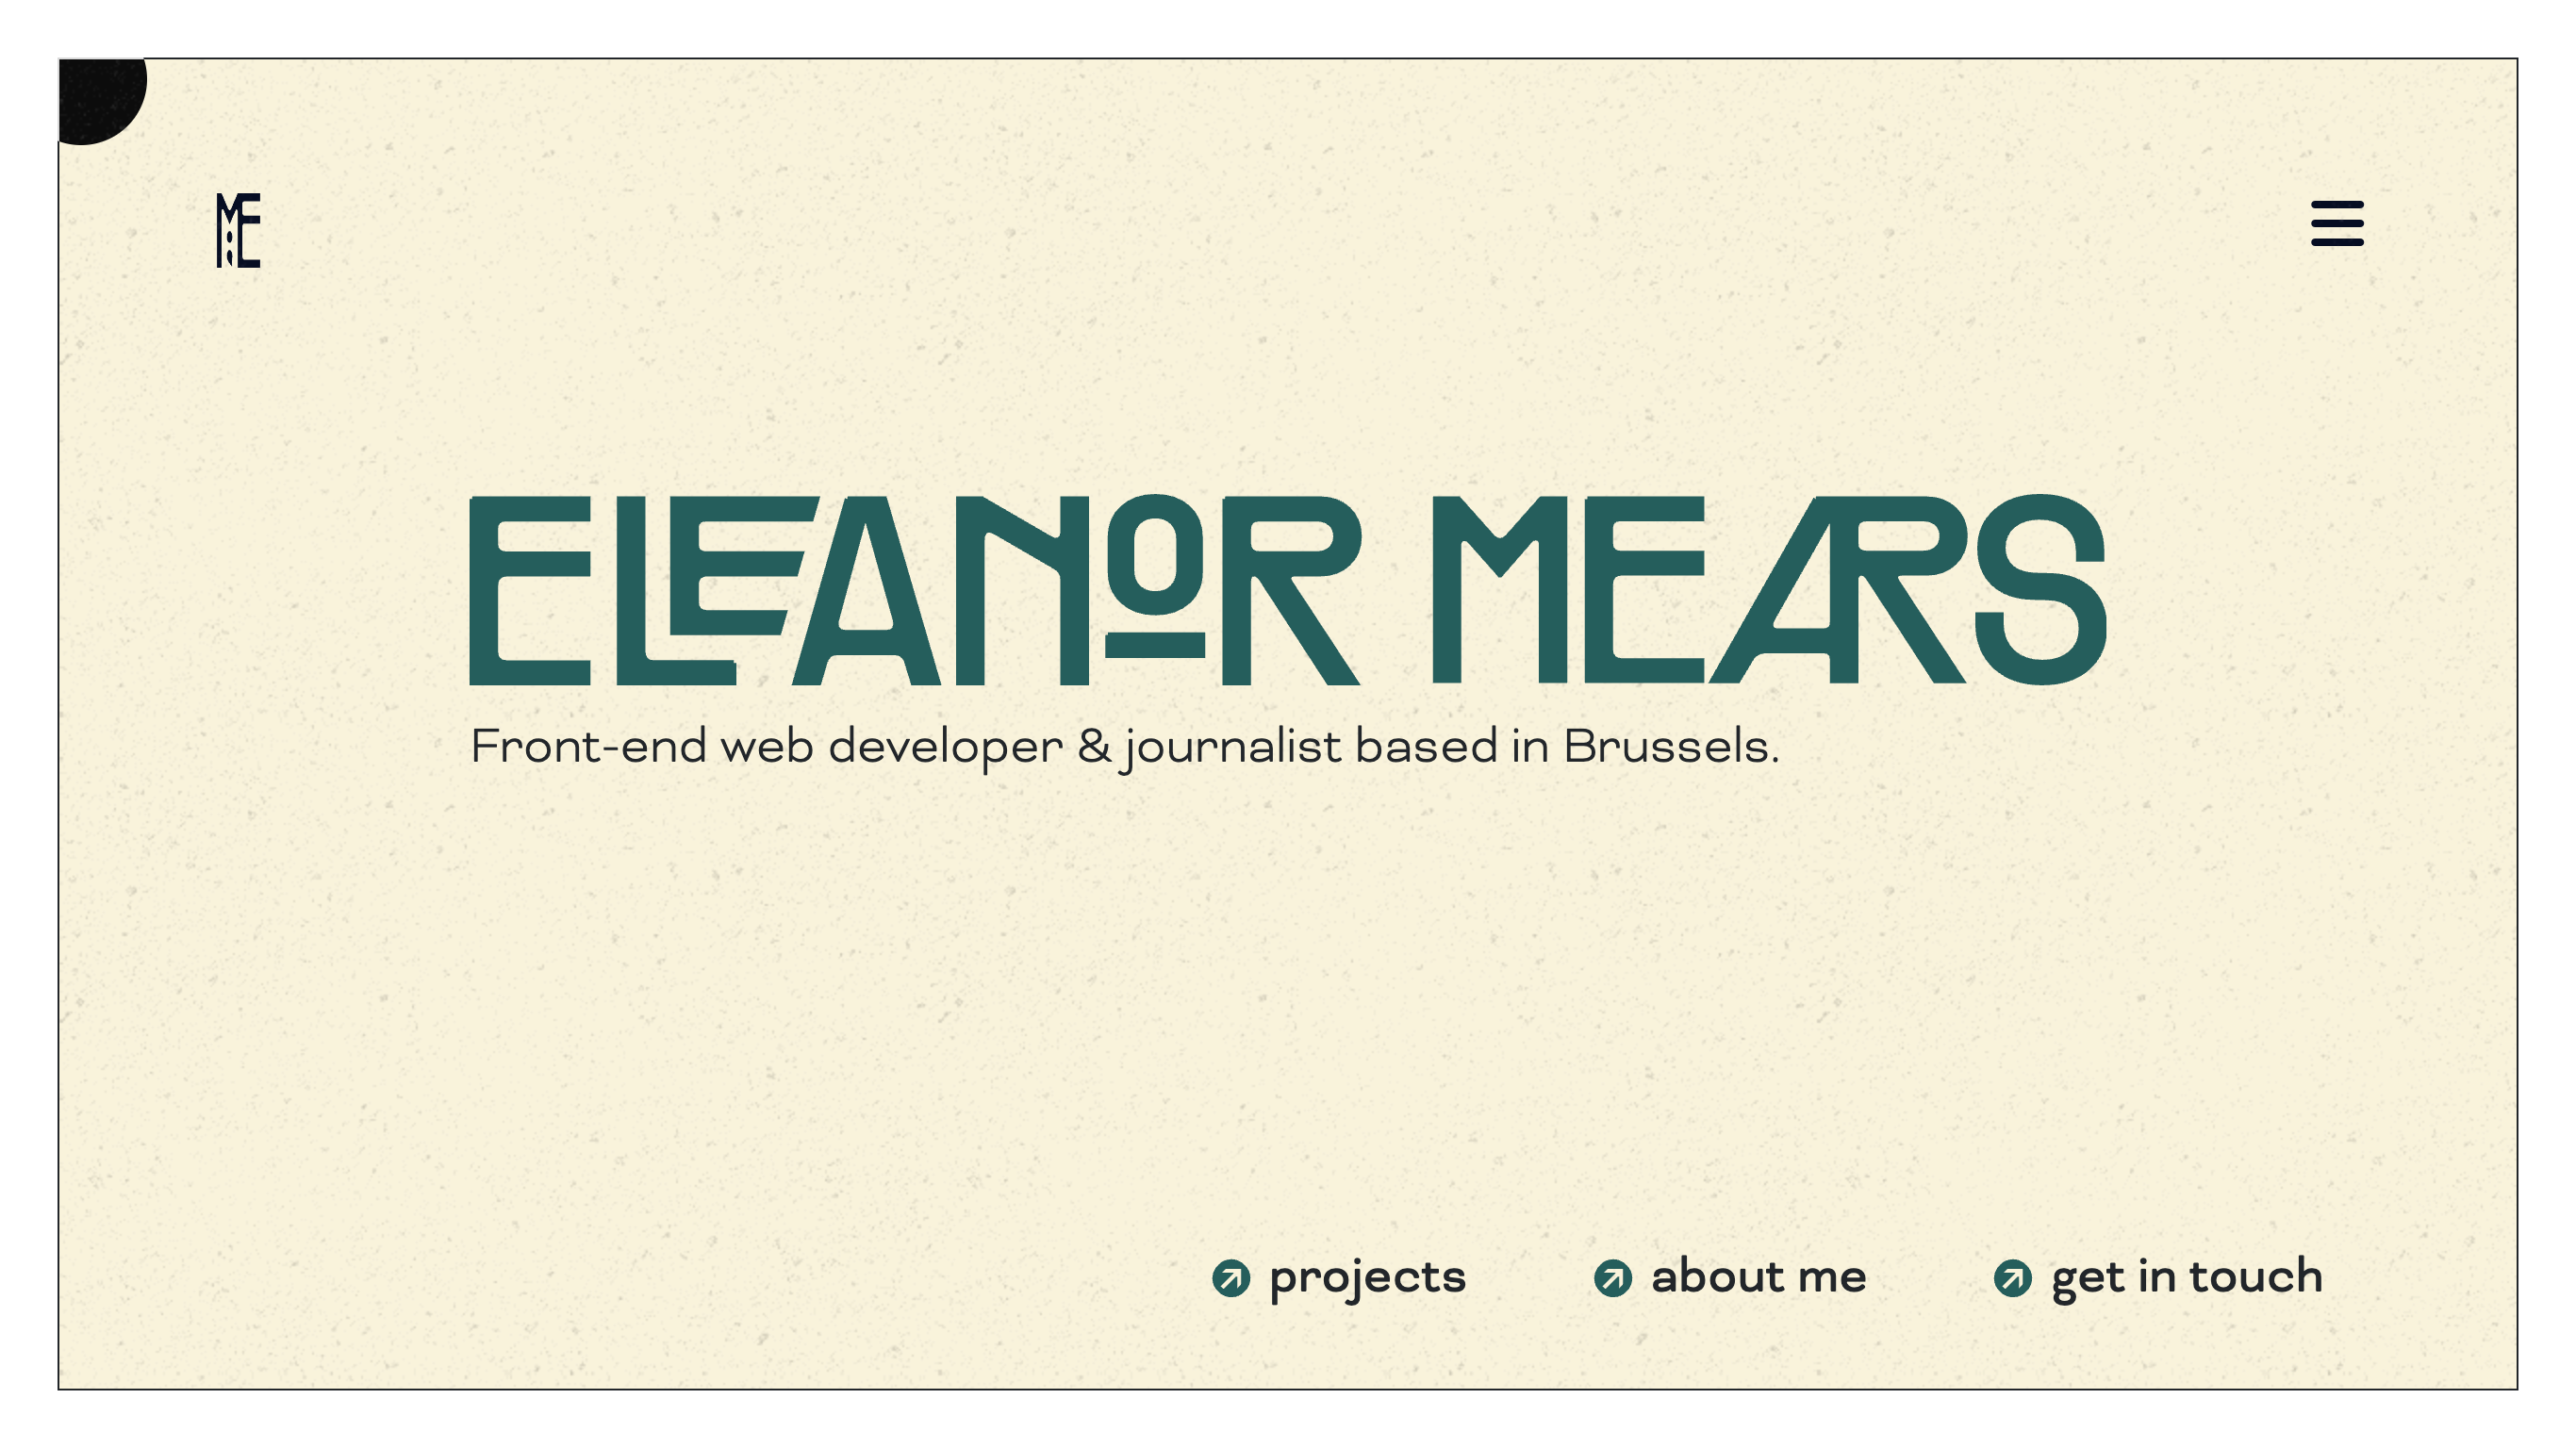 ME
ELEANOR MEARS
Front-end web developer & journalist based in Brussels.
projects about me get in touch